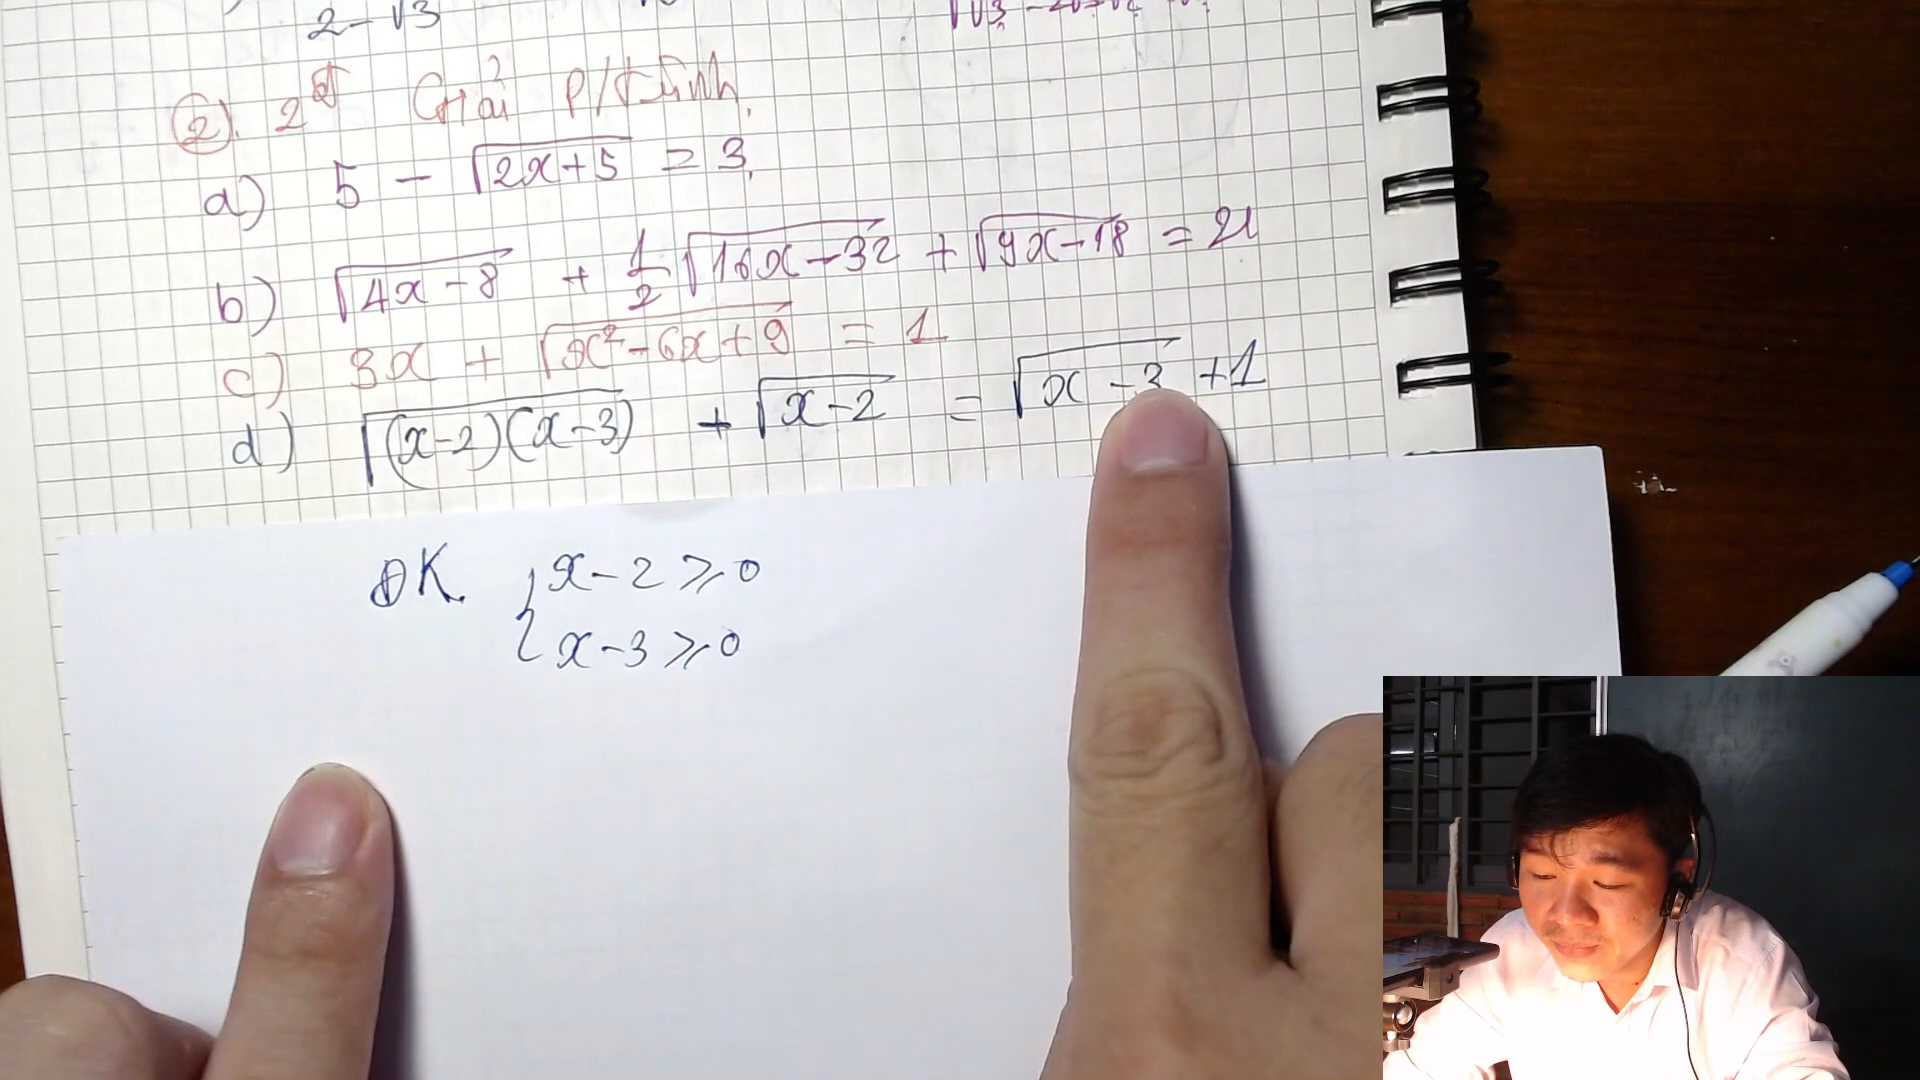 2-√3
②. 2đ Giải p/trình.
a) 5 - √(2x+5) = 3.
b) √(4x-8) + 1/2 √(16x-32) + √(9x-18) = 21
c) 3x + √(x²-6x+9) = 1
d) √((x-2)(x-3)) + √(x-2) = √(x-3) +1
ĐK. { x-2 ⩾ 0
x-3 ⩾ 0